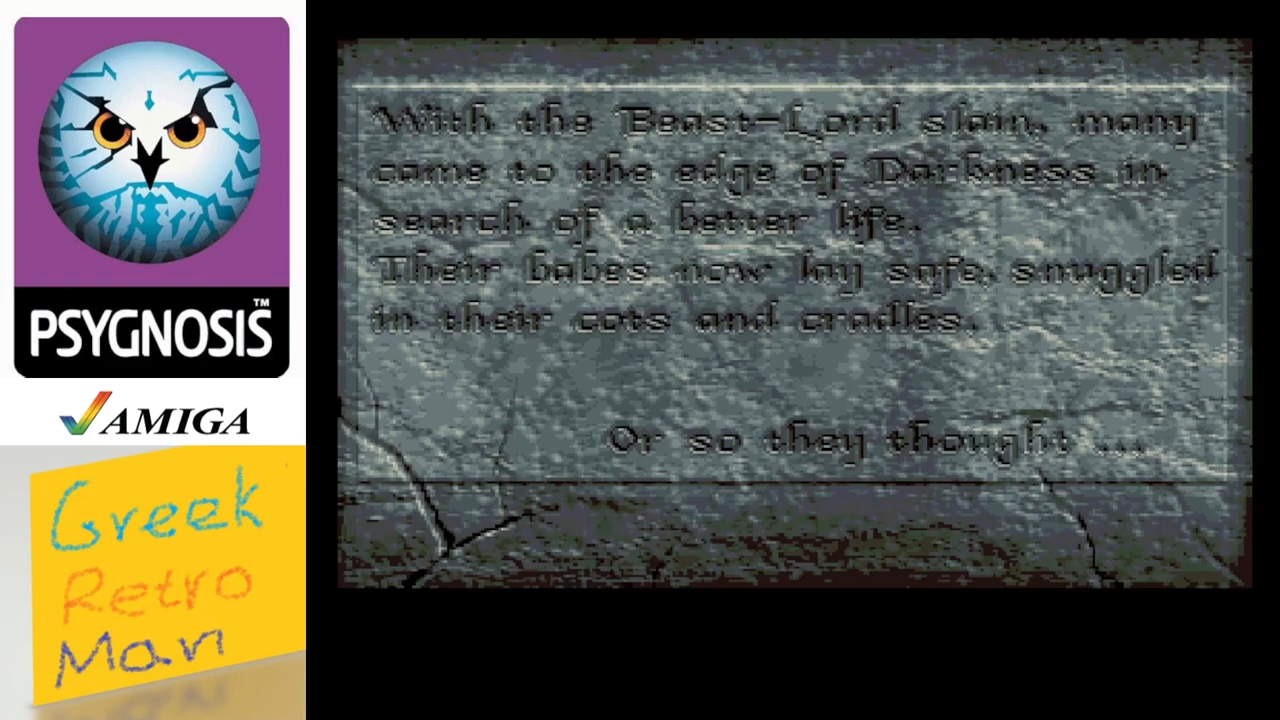 PSYGNOSIS™
AMIGA
Greek
Retro
Man
With the Beast-Lord slain, many
came to the edge of Darkness in
search of a better life.
Their babes now lay safe, snuggled
in their cots and cradles.
Or so they thought ...